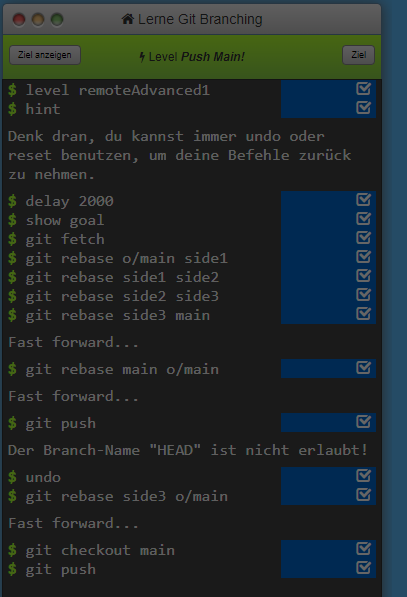 Lerne Git Branching
Ziel anzeigen
Level Push Main!
Ziel
$ level remoteAdvanced1
$ hint
Denk dran, du kannst immer undo oder
reset benutzen, um deine Befehle zurück
zu nehmen.
$ delay 2000
$ show goal
$ git fetch
$ git rebase o/main side1
$ git rebase side1 side2
$ git rebase side2 side3
$ git rebase side3 main
Fast forward...
$ git rebase main o/main
Fast forward...
$ git push
Der Branch-Name "HEAD" ist nicht erlaubt!
$ undo
$ git rebase side3 o/main
Fast forward...
$ git checkout main
$ git push